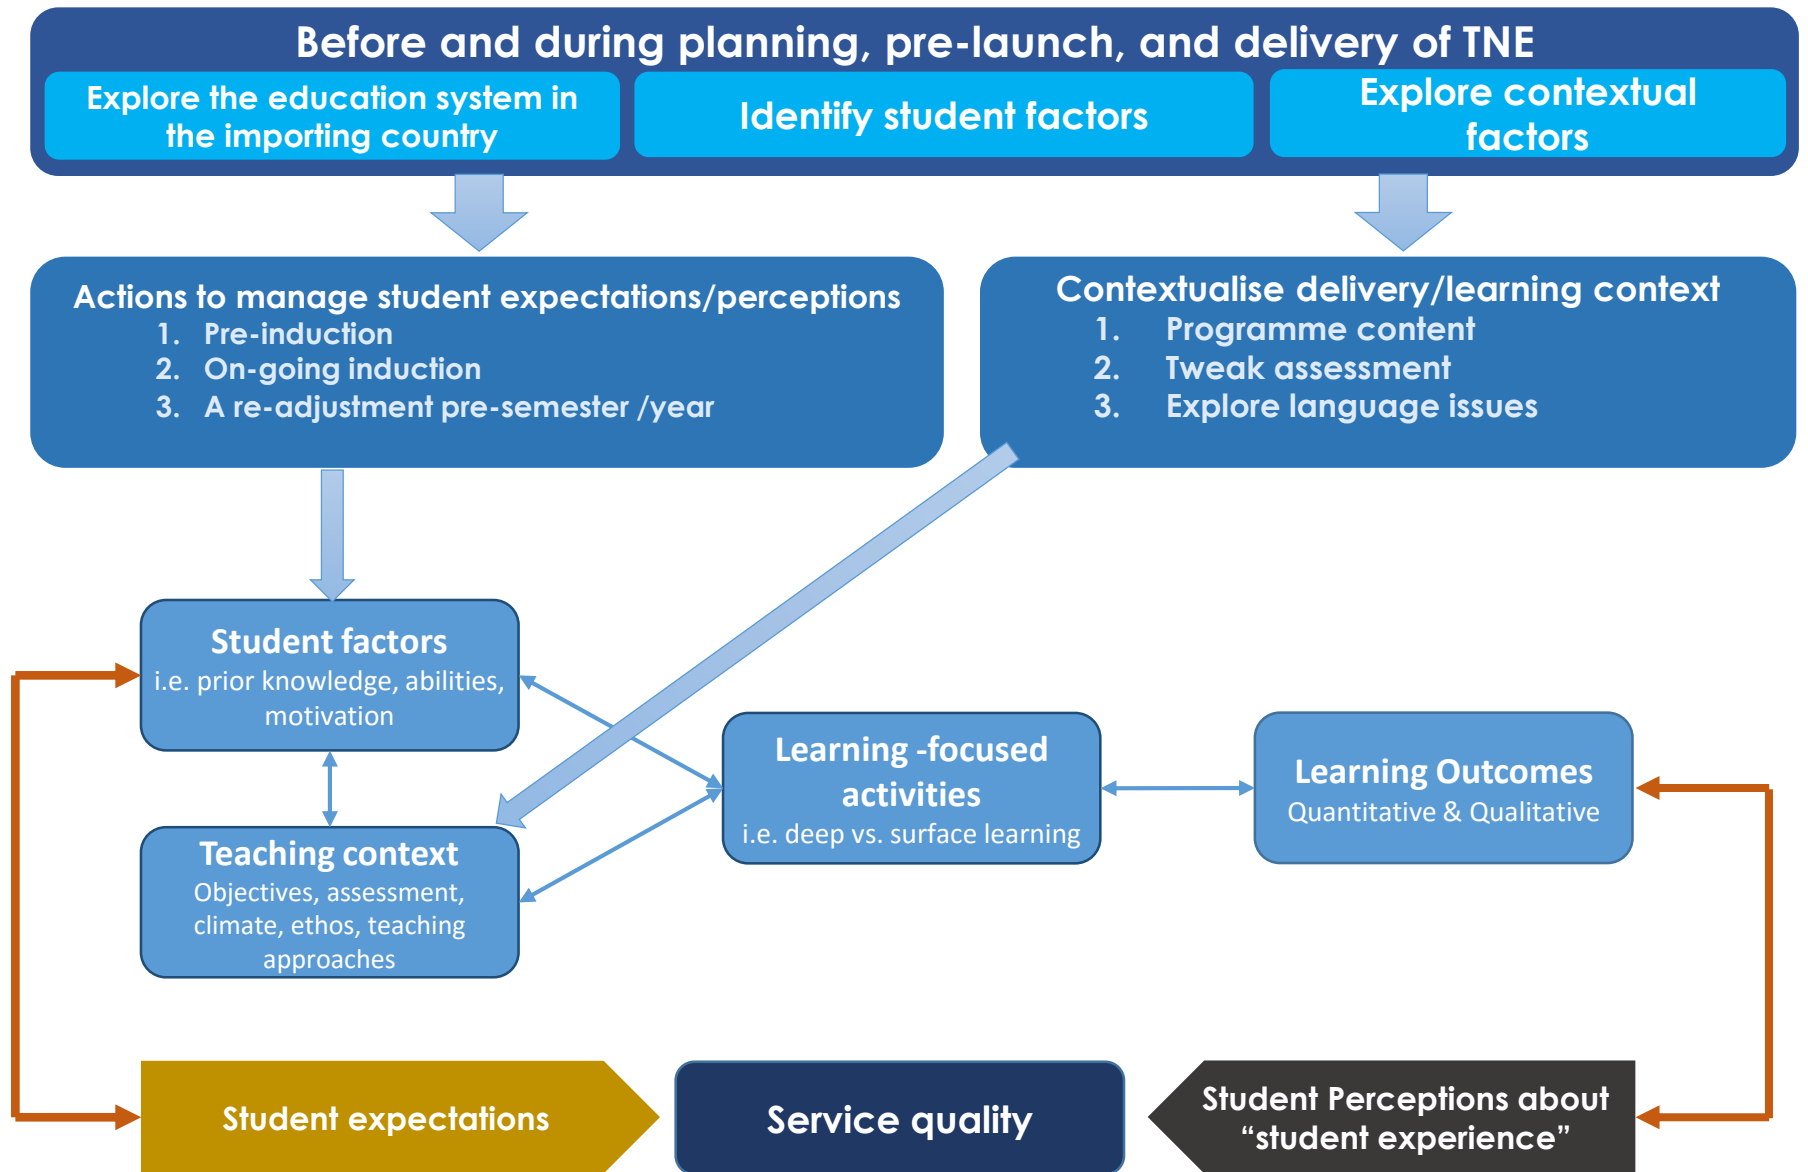 Before and during planning, pre-launch, and delivery of TNE
Explore the education system in
the importing country
Identify student factors
Explore contextual
factors
Actions to manage student expectations/perceptions
1. Pre-induction
2. On-going induction
3. A re-adjustment pre-semester /year
Contextualise delivery/learning context
1. Programme content
2. Tweak assessment
3. Explore language issues
Student factors
i.e. prior knowledge, abilities,
motivation
Teaching context
Objectives, assessment,
climate, ethos, teaching
approaches
Learning -focused
activities
i.e. deep vs. surface learning
Learning Outcomes
Quantitative & Qualitative
Student expectations
Service quality
Student Perceptions about
“student experience”